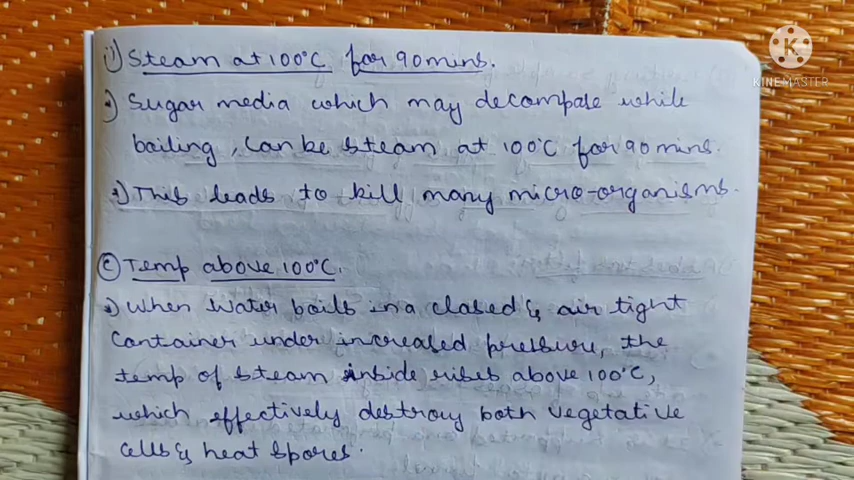 ii) Steam at 100°C for 90mins.
Sugar media which may decompose while
boiling, can be steam at 100°C for 90 mins.
This leads to kill many micro-organisms.
C Temp above 100°C.
When water boils in a closed & air tight
container under increased pressure, the
temp of steam inside rises above 100°C,
which effectively destroy both vegetative
cells & heat spores.
K
KINEMASTER